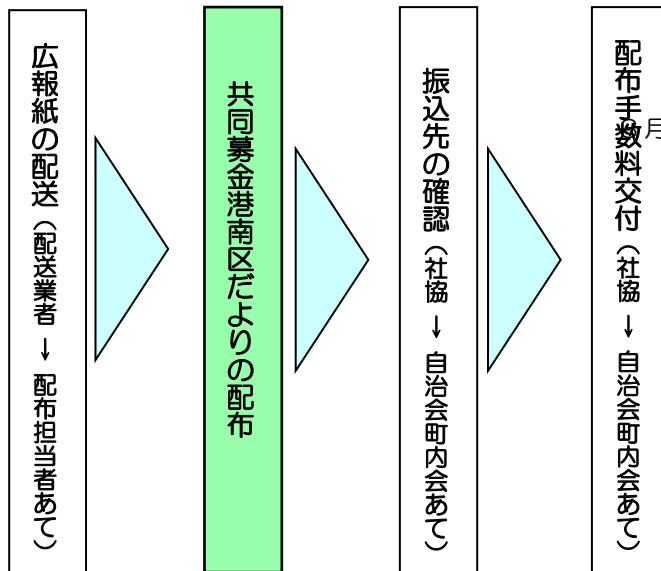 広報紙の配送（配送業者 → 配布担当者あて）
共同募金港南区だよりの配布
振込先の確認（社協 → 自治会町内会あて）
配布手数料交付（社協 → 自治会町内会あて）
月